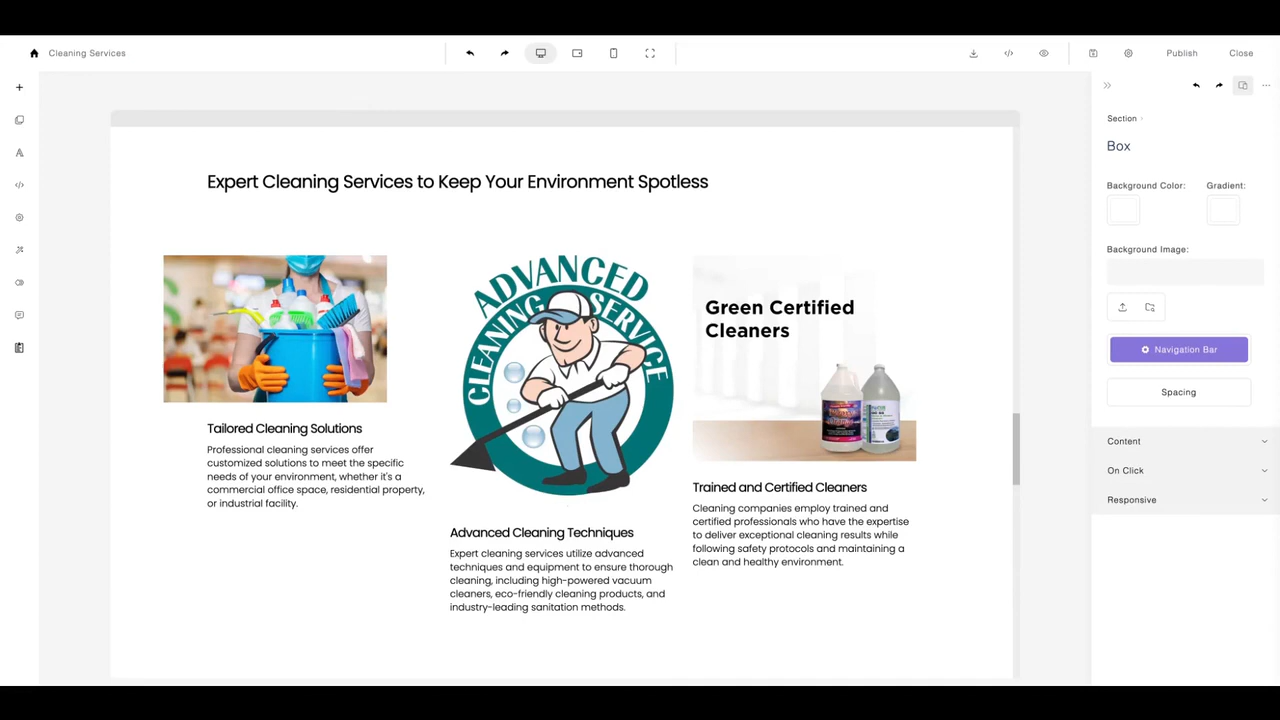 Cleaning Services
Publish
Close
Section
Box
Background Color:
Gradient:
Background Image:
Navigation Bar
Spacing
Content
On Click
Responsive
Expert Cleaning Services to Keep Your Environment Spotless
Tailored Cleaning Solutions
Professional cleaning services offer
customized solutions to meet the specific
needs of your environment, whether it's a
commercial office space, residential property,
or industrial facility.
ADVANCED
CLEANING SERVICE
Advanced Cleaning Techniques
Expert cleaning services utilize advanced
techniques and equipment to ensure thorough
cleaning, including high-powered vacuum
cleaners, eco-friendly cleaning products, and
industry-leading sanitation methods.
Green Certified
Cleaners
Trained and Certified Cleaners
Cleaning companies employ trained and
certified professionals who have the expertise
to deliver exceptional cleaning results while
following safety protocols and maintaining a
clean and healthy environment.